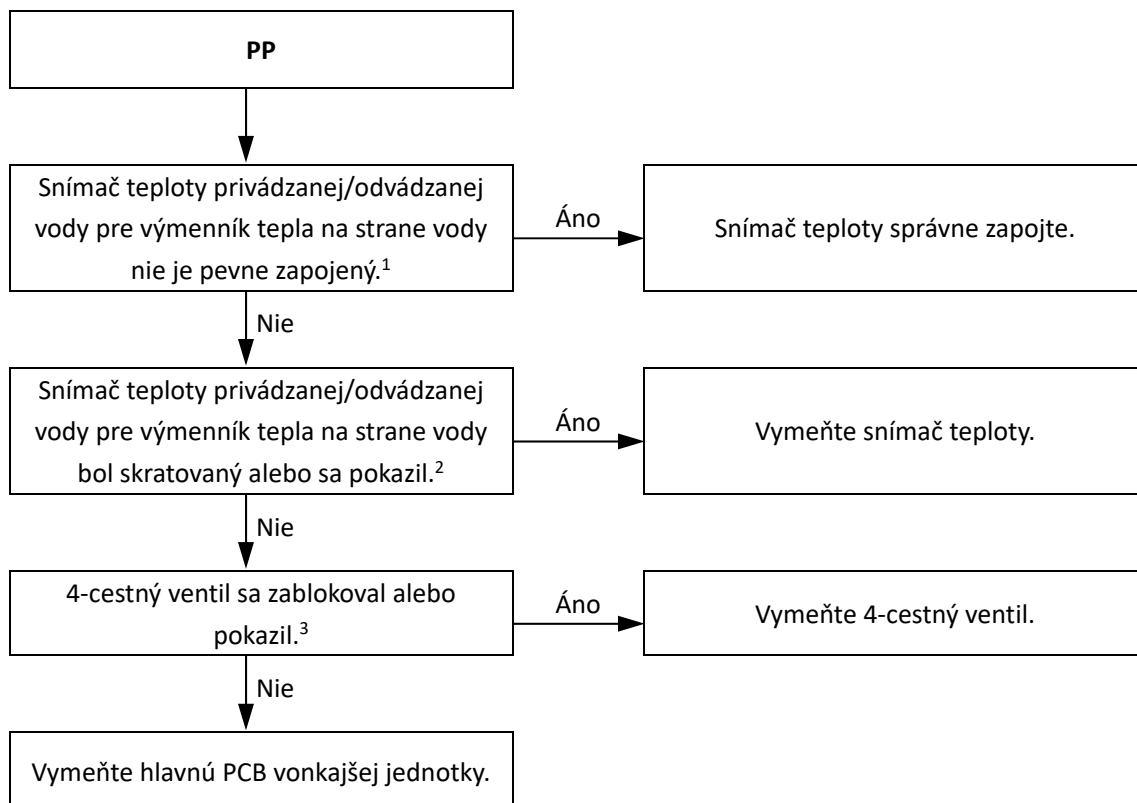 PP
Snímač teploty privádzanej/odvádzanej
vody pre výmenník tepla na strane vody
nie je pevne zapojený.¹
Áno
Snímač teploty správne zapojte.
Nie
Snímač teploty privádzanej/odvádzanej
vody pre výmenník tepla na strane vody
bol skratovaný alebo sa pokazil.²
Áno
Vymeňte snímač teploty.
Nie
4-cestný ventil sa zablokoval alebo
pokazil.³
Áno
Vymeňte 4-cestný ventil.
Nie
Vymeňte hlavnú PCB vonkajšej jednotky.